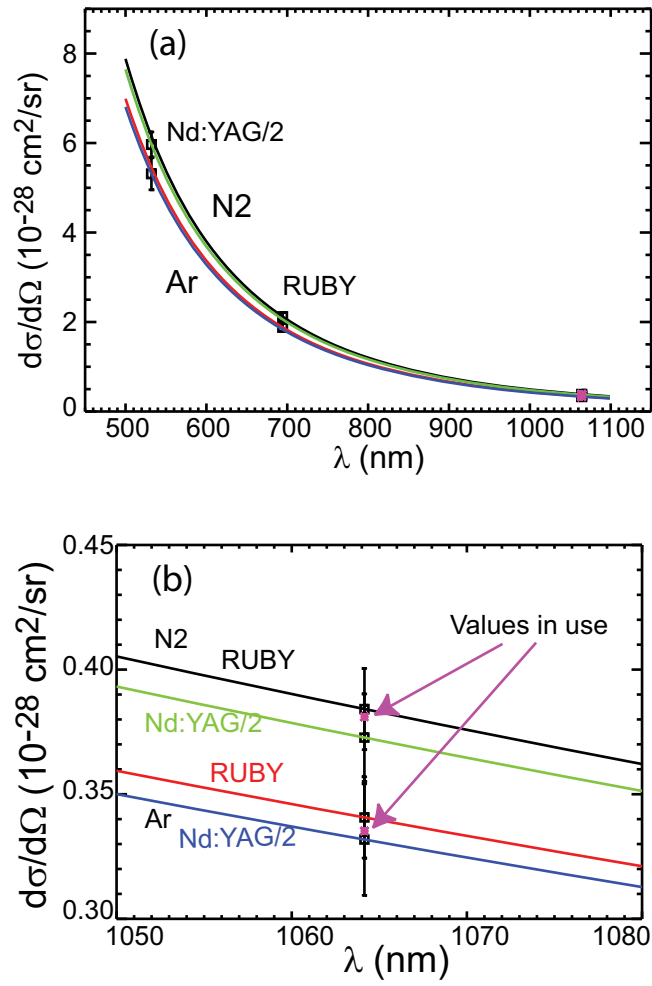 (a)
8
6
4
2
0
dσ/dΩ (10-28 cm2/sr)
Nd:YAG/2
N2
Ar
RUBY
500 600 700 800 900 1000 1100
λ (nm)
(b)
0.45
0.40
0.35
0.30
dσ/dΩ (10-28 cm2/sr)
Values in use
N2
RUBY
Nd:YAG/2
RUBY
Ar
Nd:YAG/2
1050 1060 1070 1080
λ (nm)